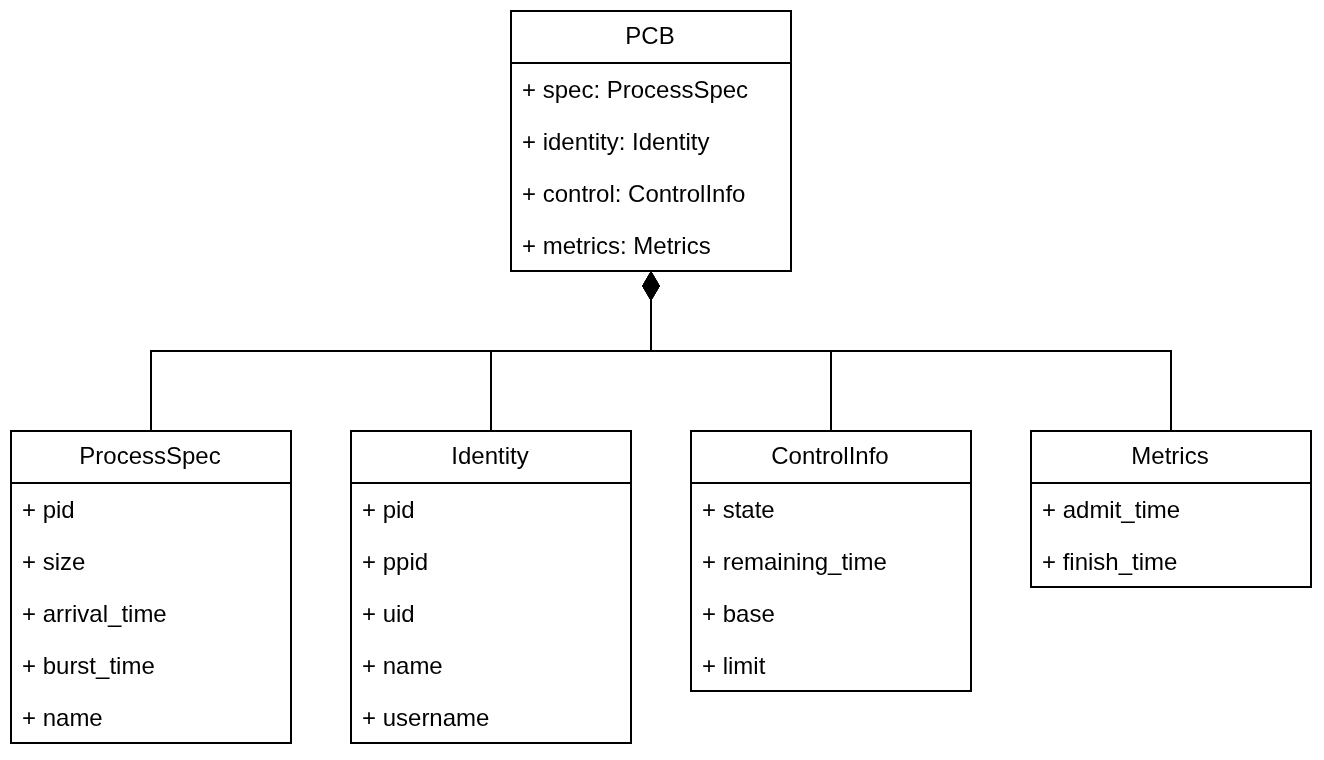 PCB
+ spec: ProcessSpec
+ identity: Identity
+ control: ControlInfo
+ metrics: Metrics
ProcessSpec
+ pid
+ size
+ arrival_time
+ burst_time
+ name
Identity
+ pid
+ ppid
+ uid
+ name
+ username
ControlInfo
+ state
+ remaining_time
+ base
+ limit
Metrics
+ admit_time
+ finish_time